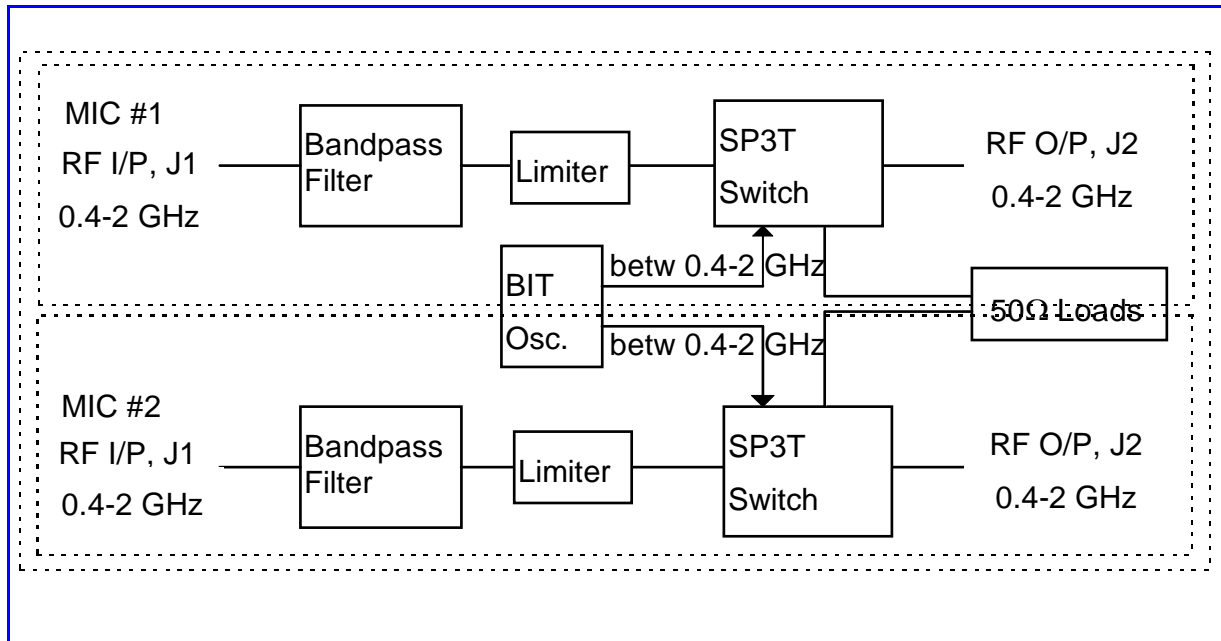 MIC #1
RF I/P, J1
0.4-2 GHz
Bandpass
Filter
Limiter
SP3T
Switch
RF O/P, J2
0.4-2 GHz
BIT
Osc.
betw 0.4-2 GHz
betw 0.4-2 GHz
50Ω Loads
MIC #2
RF I/P, J1
0.4-2 GHz
Bandpass
Filter
Limiter
SP3T
Switch
RF O/P, J2
0.4-2 GHz